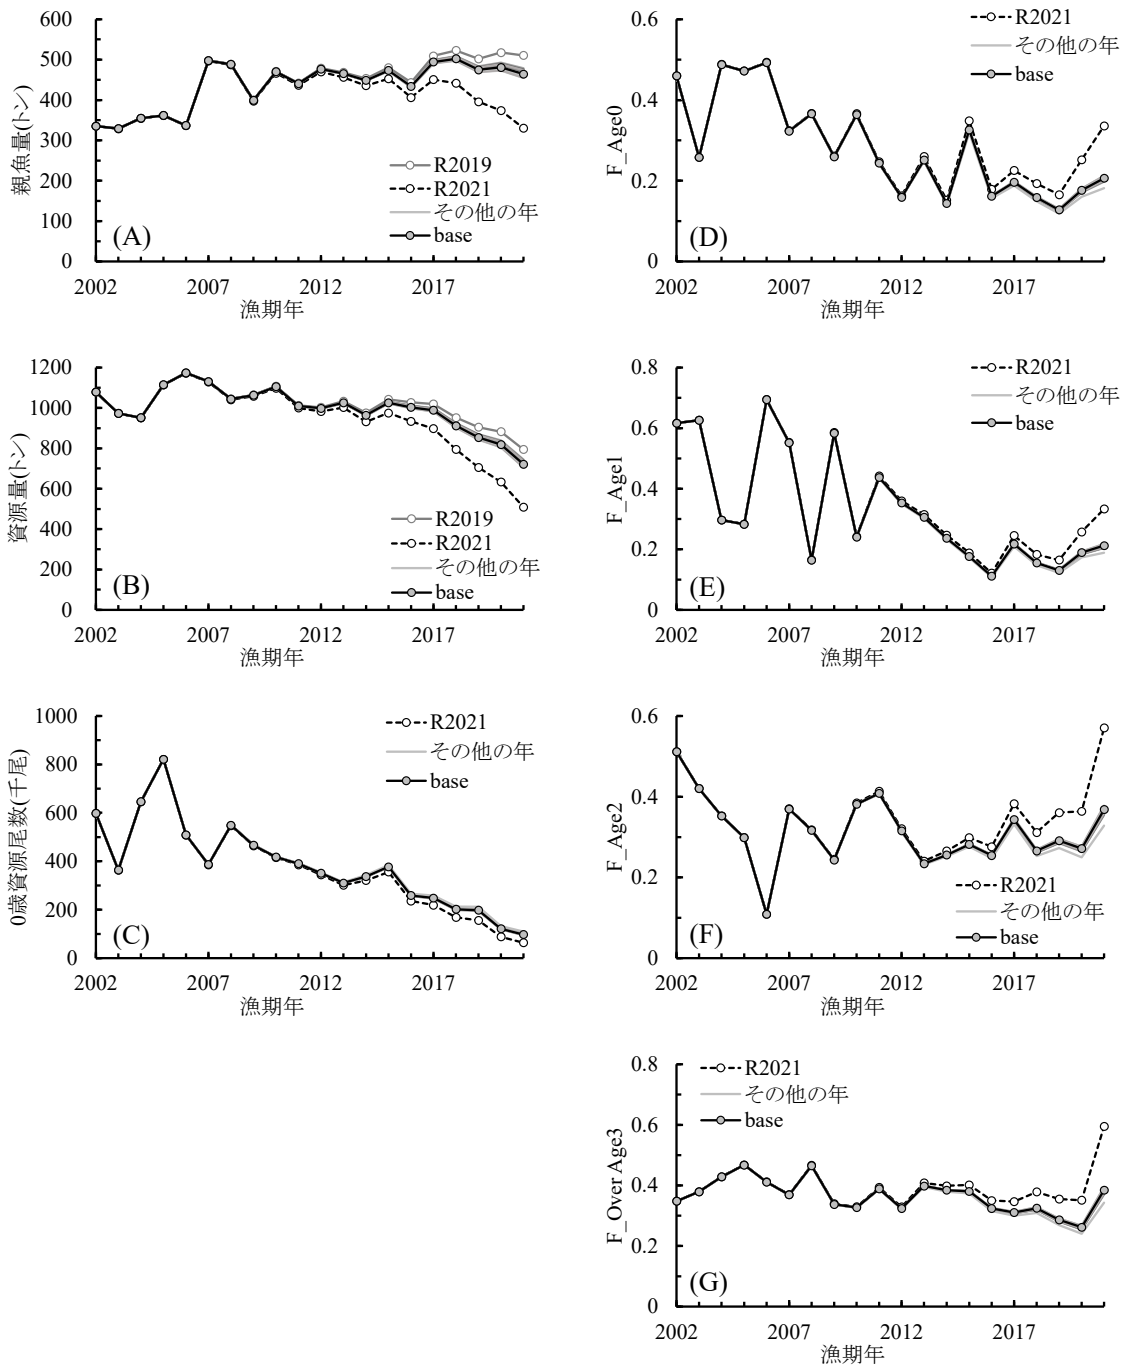 600
500
400
300
200
100
0
親魚量(トン)
R2019
R2021
その他の年
base
(A)
2002
2007
2012
2017
漁期年
1200
1000
800
600
400
200
0
資源量(トン)
R2019
R2021
その他の年
base
(B)
2002
2007
2012
2017
漁期年
1000
800
600
400
200
0
0歳資源尾数(千尾)
R2021
その他の年
base
(C)
2002
2007
2012
2017
漁期年
0.6
0.4
0.2
0
F_Age0
R2021
その他の年
base
(D)
2002
2007
2012
2017
漁期年
0.8
0.6
0.4
0.2
0
F_Age1
R2021
その他の年
base
(E)
2002
2007
2012
2017
漁期年
0.6
0.4
0.2
0
F_Age2
R2021
その他の年
base
(F)
2002
2007
2012
2017
漁期年
0.8
0.6
0.4
0.2
0
F_Over Age3
R2021
その他の年
base
(G)
2002
2007
2012
2017
漁期年